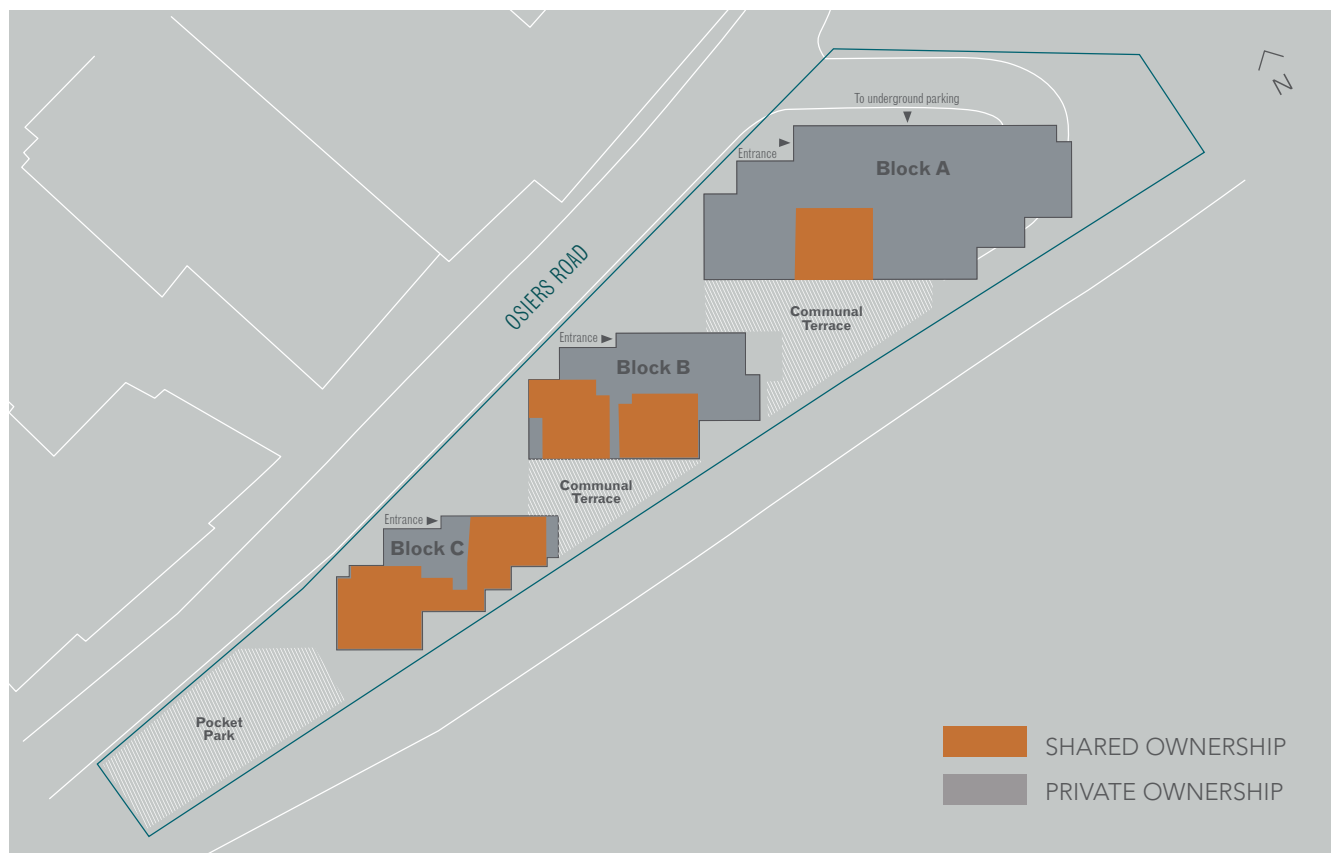 N
To underground parking
Entrance
Block A
OSIERS ROAD
Communal
Terrace
Entrance
Block B
Communal
Terrace
Entrance
Block C
Pocket
Park
SHARED OWNERSHIP
PRIVATE OWNERSHIP